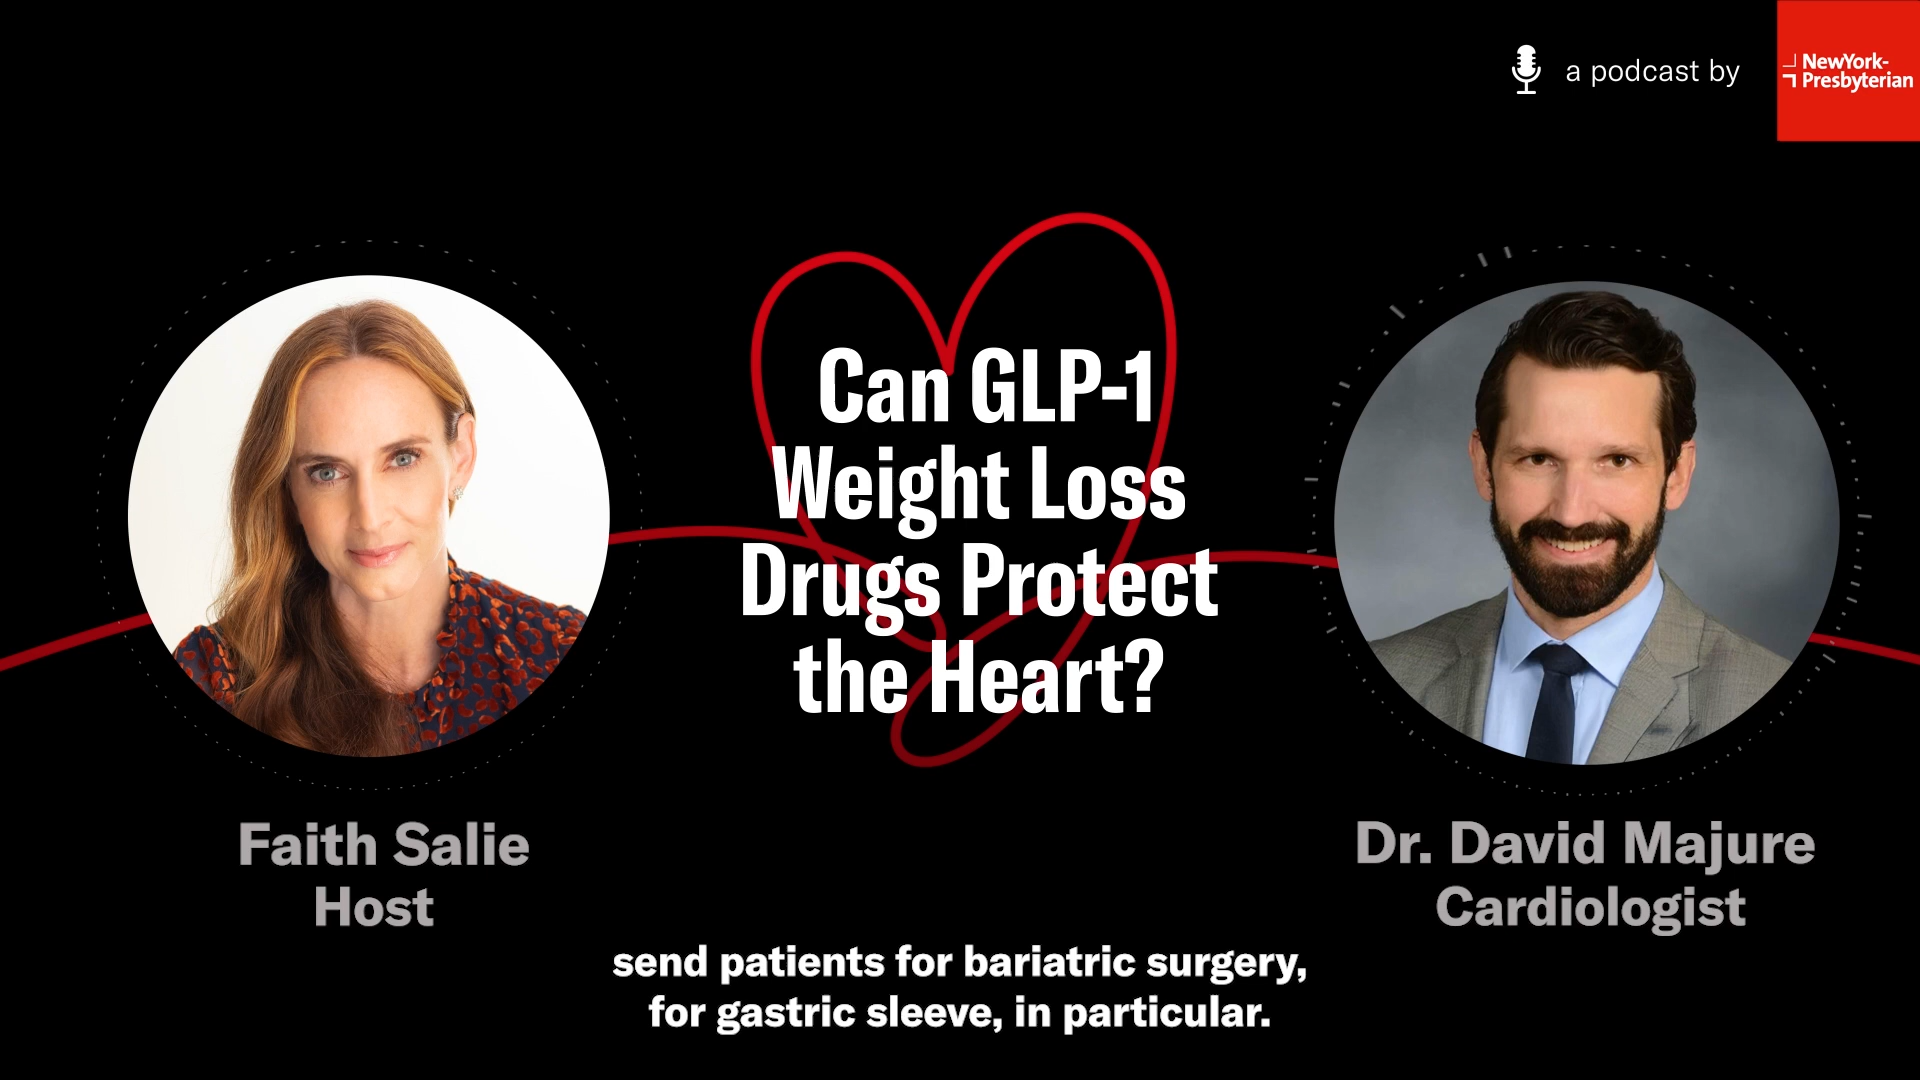 a podcast by
NewYork-
Presbyterian
Can GLP-1
Weight Loss
Drugs Protect
the Heart?
Faith Salie
Host
Dr. David Majure
Cardiologist
send patients for bariatric surgery,
for gastric sleeve, in particular.